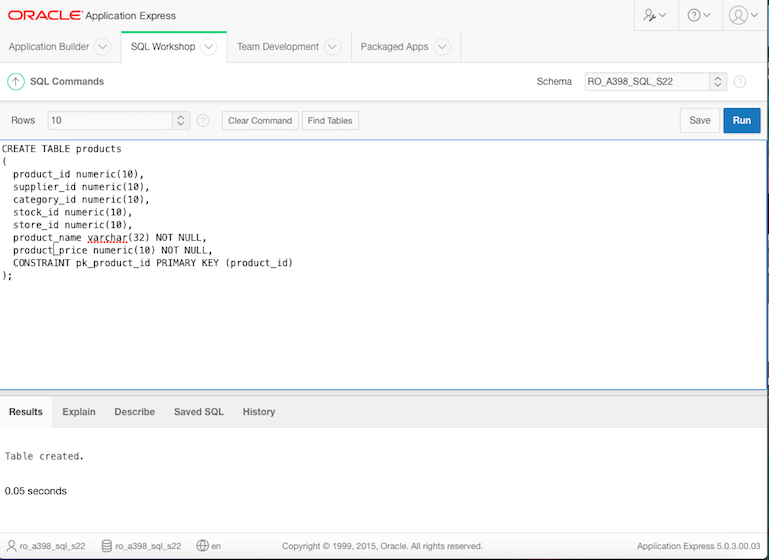 ORACLE® Application Express
Application Builder SQL Workshop Team Development Packaged Apps
SQL Commands Schema RO_A398_SQL_S22
Rows 10 Clear Command Find Tables Save Run
CREATE TABLE products
(
product_id numeric(10),
supplier_id numeric(10),
category_id numeric(10),
stock_id numeric(10),
store_id numeric(10),
product_name varchar(32) NOT NULL,
product_price numeric(10) NOT NULL,
CONSTRAINT pk_product_id PRIMARY KEY (product_id)
);
Results Explain Describe Saved SQL History
Table created.
0.05 seconds
ro_a398_sql_s22 ro_a398_sql_s22 en Copyright © 1999, 2015, Oracle. All rights reserved. Application Express 5.0.3.00.03